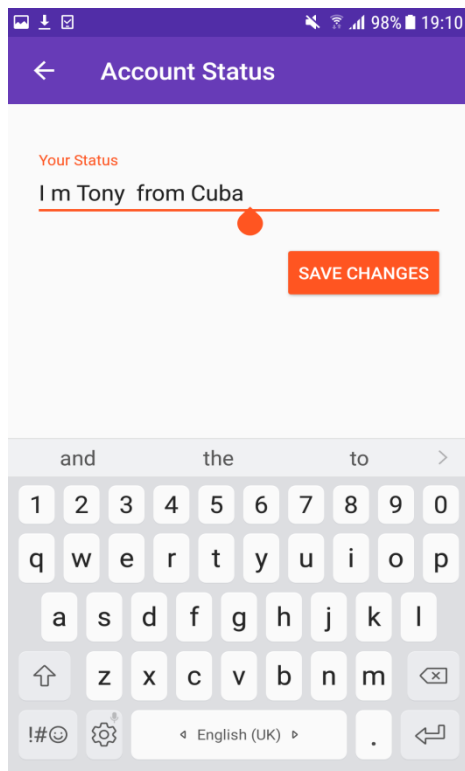 98% 19:10
Account Status
Your Status
I m Tony  from Cuba
SAVE CHANGES
and the to
1 2 3 4 5 6 7 8 9 0
q w e r t y u i o p
a s d f g h j k l
z x c v b n m
!#☺ English (UK) .